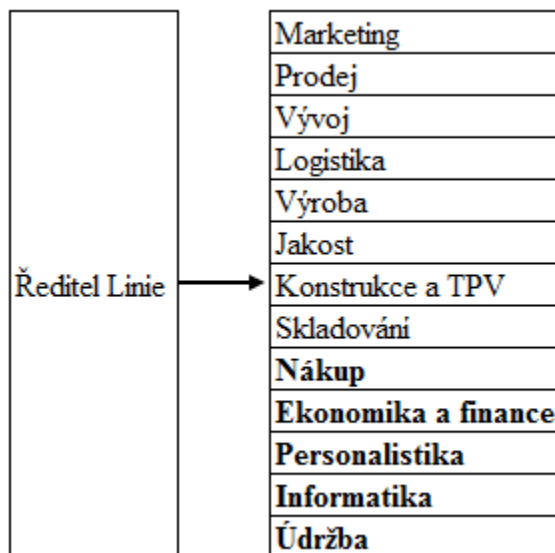 Ředitel Linie
Marketing
Prodej
Vývoj
Logistika
Výroba
Jakost
Konstrukce a TPV
Skladování
Nákup
Ekonomika a finance
Personalistika
Informatika
Údržba